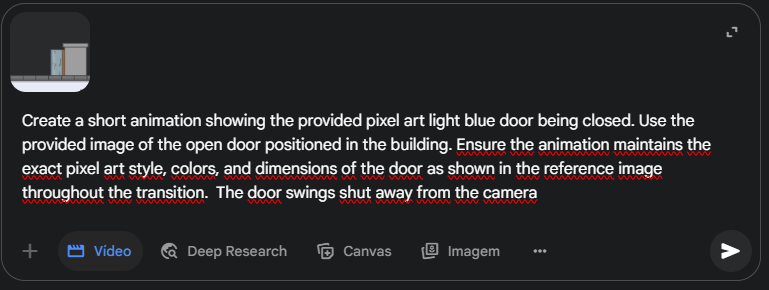 Create a short animation showing the provided pixel art light blue door being closed. Use the
provided image of the open door positioned in the building. Ensure the animation maintains the
exact pixel art style, colors, and dimensions of the door as shown in the reference image
throughout the transition.  The door swings shut away from the camera
Vídeo Deep Research Canvas Imagem